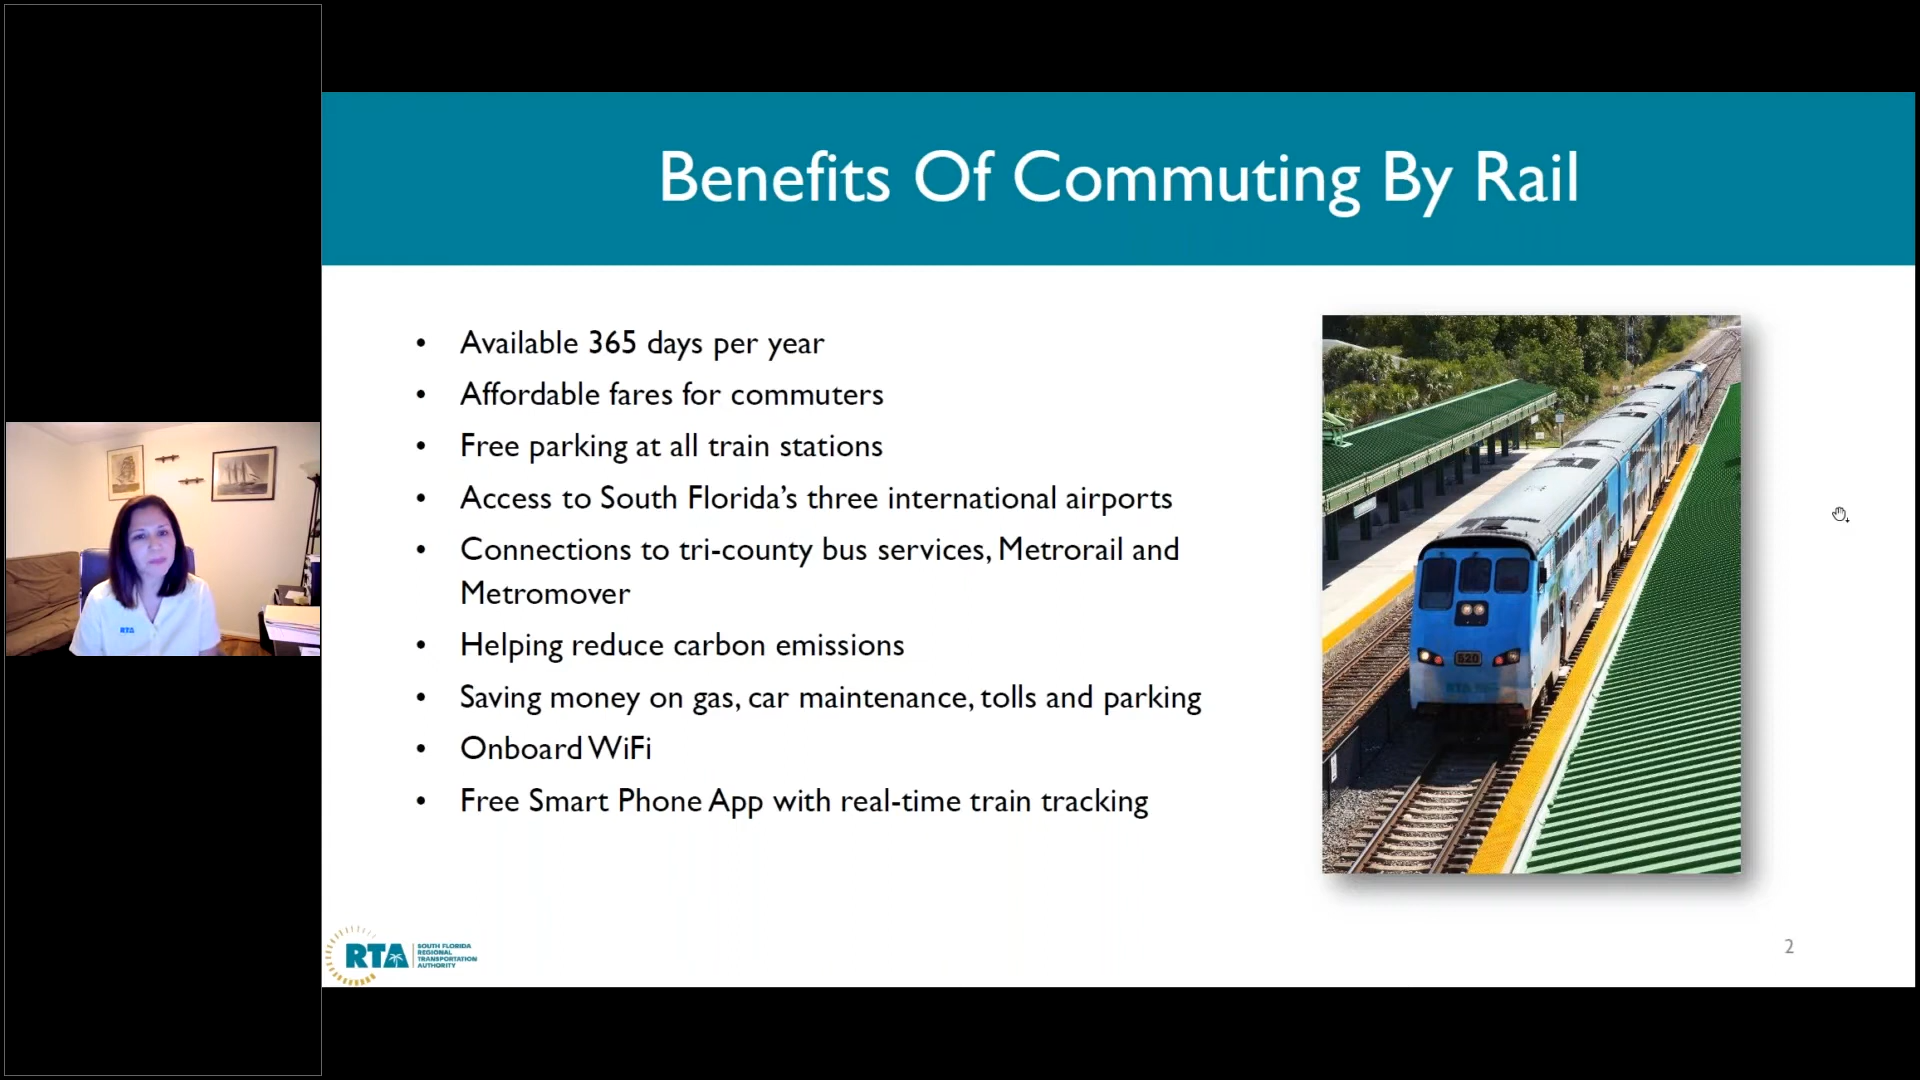 Benefits Of Commuting By Rail
• Available 365 days per year
• Affordable fares for commuters
• Free parking at all train stations
• Access to South Florida’s three international airports
• Connections to tri-county bus services, Metrorail and
Metromover
• Helping reduce carbon emissions
• Saving money on gas, car maintenance, tolls and parking
• Onboard WiFi
• Free Smart Phone App with real-time train tracking
RTA
520
RTA
RTA
SOUTH FLORIDA
REGIONAL
TRANSPORTATION
AUTHORITY
2